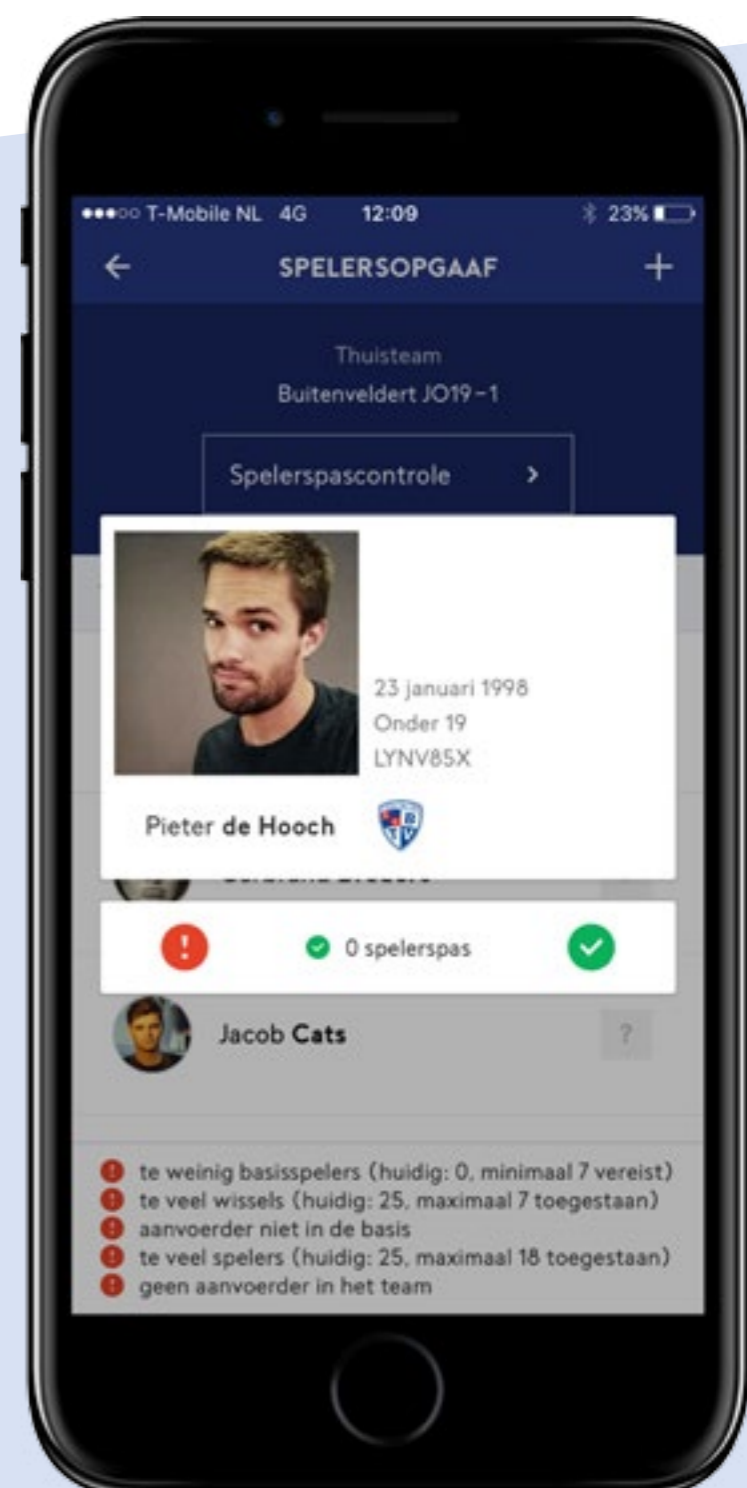 T-Mobile NL 4G 12:09 23%
SPELERSOPGAAF
Thuisteam
Buitenveldert JO19-1
Spelerspascontrole
23 januari 1998
Onder 19
LYNV85X
Pieter de Hooch
0 spelerspas
Jacob Cats
?
te weinig basisspelers (huidig: 0, minimaal 7 vereist)
te veel wissels (huidig: 25, maximaal 7 toegestaan)
aanvoerder niet in de basis
te veel spelers (huidig: 25, maximaal 18 toegestaan)
geen aanvoerder in het team